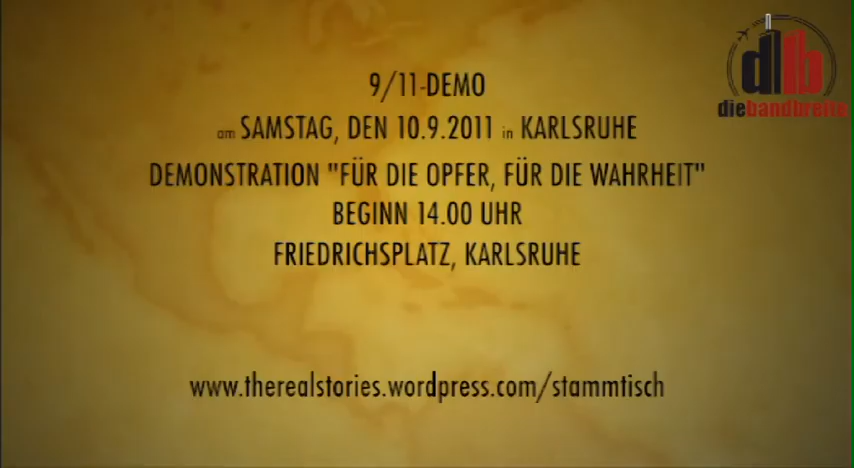 dlb
diebandbreite
9/11-DEMO
am SAMSTAG, DEN 10.9.2011 in KARLSRUHE
DEMONSTRATION "FÜR DIE OPFER, FÜR DIE WAHRHEIT"
BEGINN 14.00 UHR
FRIEDRICHSPLATZ, KARLSRUHE
www.therealstories.wordpress.com/stammtisch